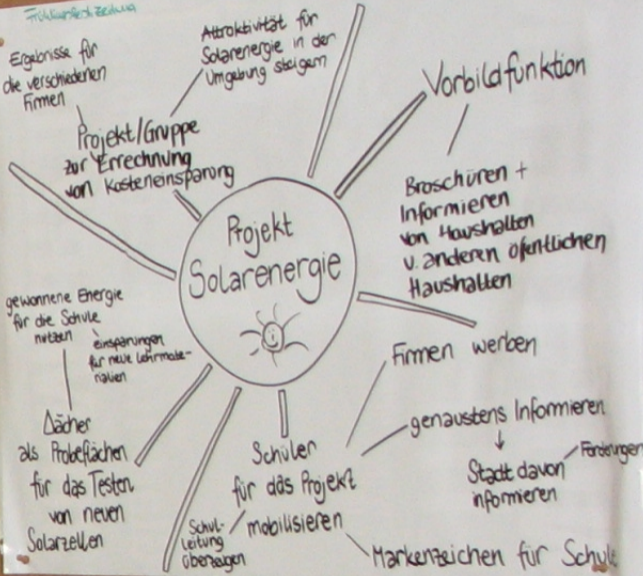 Ergebnisse für
die verschiedenen
Firmen
Attraktivität für
Solarenergie in der
Umgebung steigern
Projekt/Gruppe
zur Errechnung
von Kosteneinsparung
Vorbildfunktion
Broschüren +
Informieren
von Haushalten
u. anderen öfentlichen
Haushalten
Projekt
Solarenergie
gewonnene Energie
für die Schule
nutzen
einsparungen
für neue Lehrmate-
rialien
Dächer
als Probeflächen
für das Testen
von neuen
Solarzellen
Firmen werben
genaustens Informieren
Stadt davon
informieren
Förderungen
Schüler
für das Projekt
mobilisieren
Schul-
leitung
überzeugen
Markenzeichen für Schule